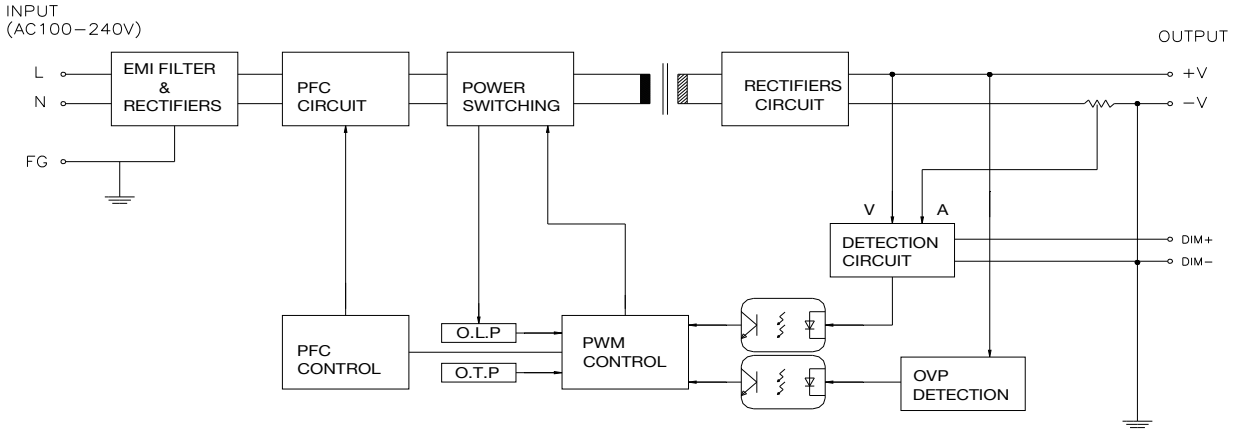 INPUT
(AC100-240V)
OUTPUT
L
N
FG
EMI FILTER
&
RECTIFIERS
PFC
CIRCUIT
POWER
SWITCHING
RECTIFIERS
CIRCUIT
+V
-V
V
A
DETECTION
CIRCUIT
DIM+
DIM-
PFC
CONTROL
O.L.P
O.T.P
PWM
CONTROL
OVP
DETECTION